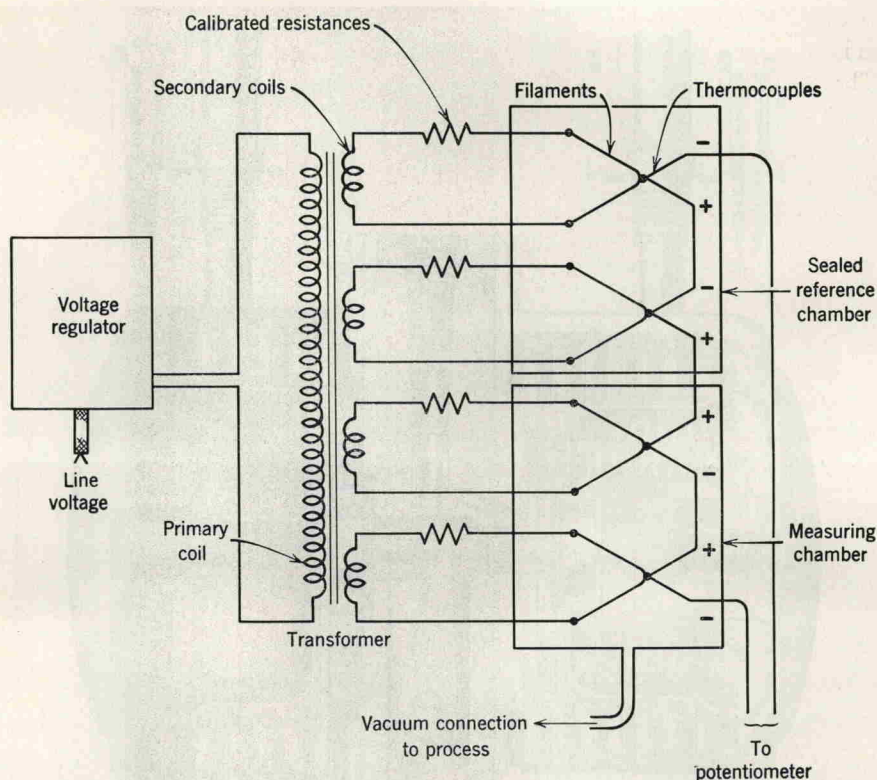 Calibrated resistances
Secondary coils
Filaments
Thermocouples
−
+
−
+
Sealed
reference
chamber
Voltage
regulator
+
−
Line
voltage
Primary
coil
+
Measuring
chamber
−
Transformer
Vacuum connection
to process
To
potentiometer